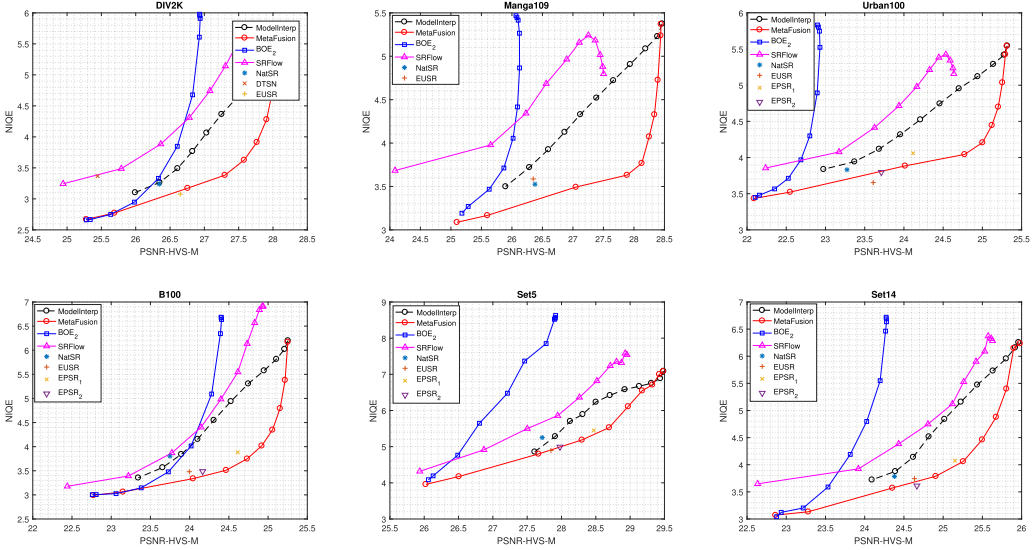 DIV2K
6
5.5
5
4.5
4
3.5
3
2.5
NIQE
24.5 25 25.5 26 26.5 27 27.5 28 28.5
PSNR-HVS-M
ModelInterp
MetaFusion
BOE2
SRFlow
NatSR
DTSN
EUSR
Manga109
5.5
5
4.5
4
3.5
3
NIQE
24 24.5 25 25.5 26 26.5 27 27.5 28 28.5
PSNR-HVS-M
ModelInterp
MetaFusion
BOE2
SRFlow
NatSR
EUSR
Urban100
6
5.5
5
4.5
4
3.5
3
NIQE
22 22.5 23 23.5 24 24.5 25 25.5
PSNR-HVS-M
ModelInterp
MetaFusion
BOE2
SRFlow
NatSR
EUSR
EPSR1
EPSR2
B100
7
6.5
6
5.5
5
4.5
4
3.5
3
2.5
NIQE
22 22.5 23 23.5 24 24.5 25 25.5
PSNR-HVS-M
ModelInterp
MetaFusion
BOE2
SRFlow
NatSR
EUSR
EPSR1
EPSR2
Set5
9
8
7
6
5
4
3
NIQE
25.5 26 26.5 27 27.5 28 28.5 29 29.5
PSNR-HVS-M
ModelInterp
MetaFusion
BOE2
SRFlow
NatSR
EUSR
EPSR1
EPSR2
Set14
7
6.5
6
5.5
5
4.5
4
3.5
3
NIQE
22.5 23 23.5 24 24.5 25 25.5 26
PSNR-HVS-M
ModelInterp
MetaFusion
BOE2
SRFlow
NatSR
EUSR
EPSR1
EPSR2